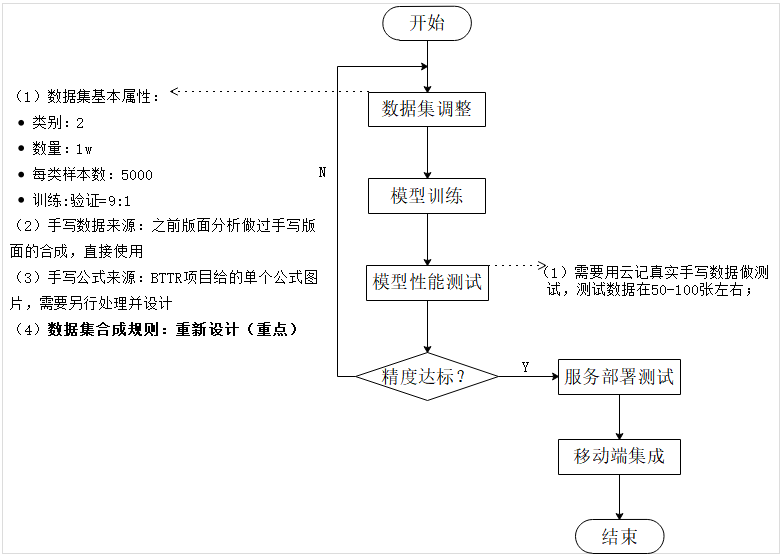 开始
数据集调整
(1)数据集基本属性:
• 类别:2
• 数量:1w
• 每类样本数:5000
• 训练:验证=9:1
(2)手写数据来源:之前版面分析做过手写版
面的合成,直接使用
(3)手写公式来源:BTTR项目给的单个公式图
片,需要另行处理并设计
(4)数据集合成规则:重新设计(重点)
N
模型训练
模型性能测试
(1)需要用云记真实手写数据做测
试,测试数据在50-100张左右;
精度达标?
Y
服务部署测试
移动端集成
结束